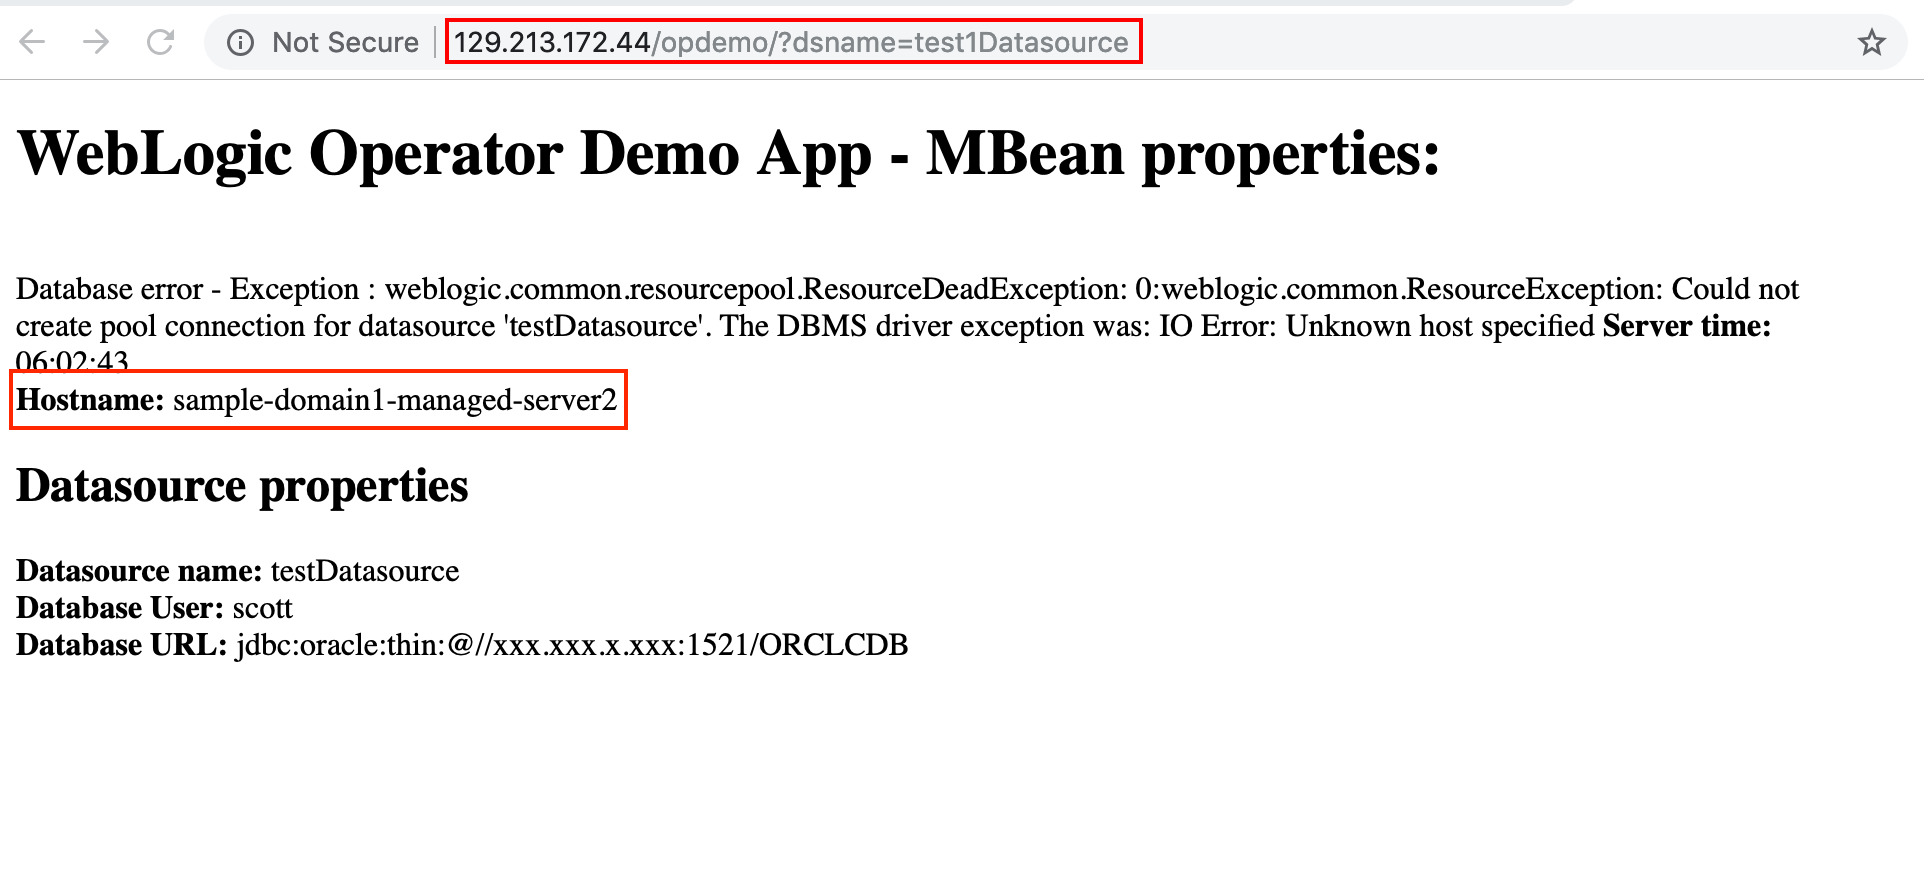 Not Secure 129.213.172.44/opdemo/?dsname=test1Datasource
WebLogic Operator Demo App - MBean properties:
Database error - Exception : weblogic.common.resourcepool.ResourceDeadException: 0:weblogic.common.ResourceException: Could not
create pool connection for datasource 'testDatasource'. The DBMS driver exception was: IO Error: Unknown host specified Server time:
06:02:43
Hostname: sample-domain1-managed-server2
Datasource properties
Datasource name: testDatasource
Database User: scott
Database URL: jdbc:oracle:thin:@//xxx.xxx.x.xxx:1521/ORCLCDB